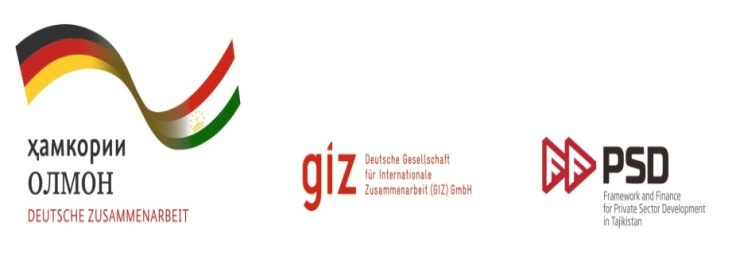 ҳамкории
ОЛМОН
DEUTSCHE ZUSAMMENARBEIT
giz
Deutsche Gesellschaft
für Internationale
Zusammenarbeit (GIZ) GmbH
PSD
Framework and Finance
for Private Sector Development
in Tajikistan